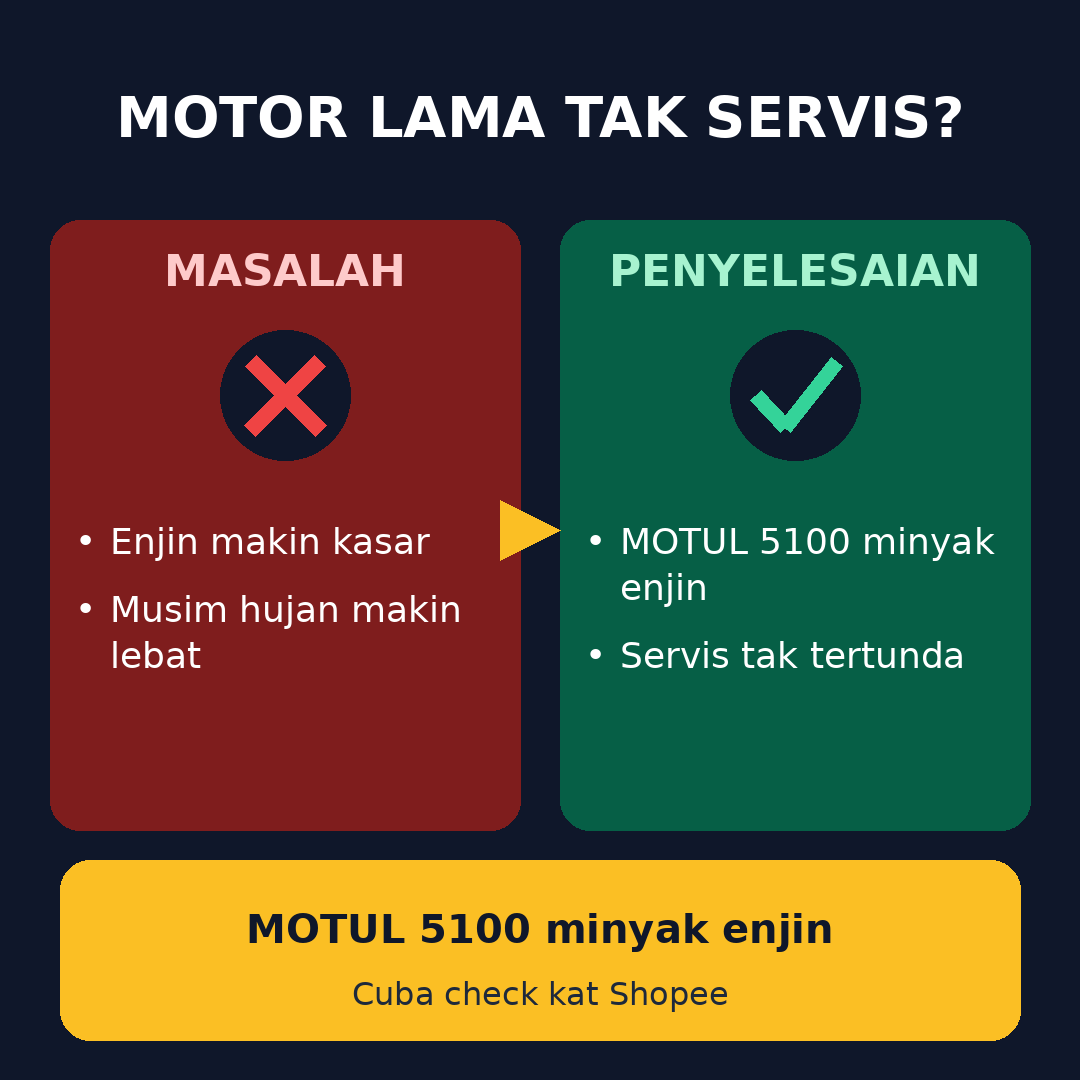 MOTOR LAMA TAK SERVIS?
MASALAH
• Enjin makin kasar
• Musim hujan makin
lebat
PENYELESAIAN
• MOTUL 5100 minyak
enjin
• Servis tak tertunda
MOTUL 5100 minyak enjin
Cuba check kat Shopee